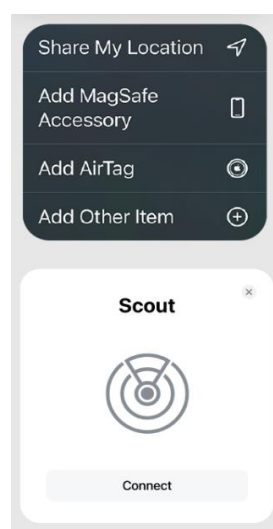 Share My Location
Add MagSafe
Accessory
Add AirTag
Add Other Item
Scout
Connect